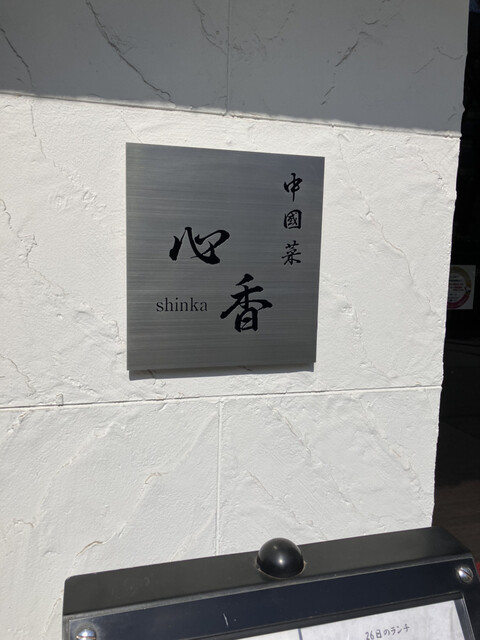 中國菜
心香
shinka
26日のランチ